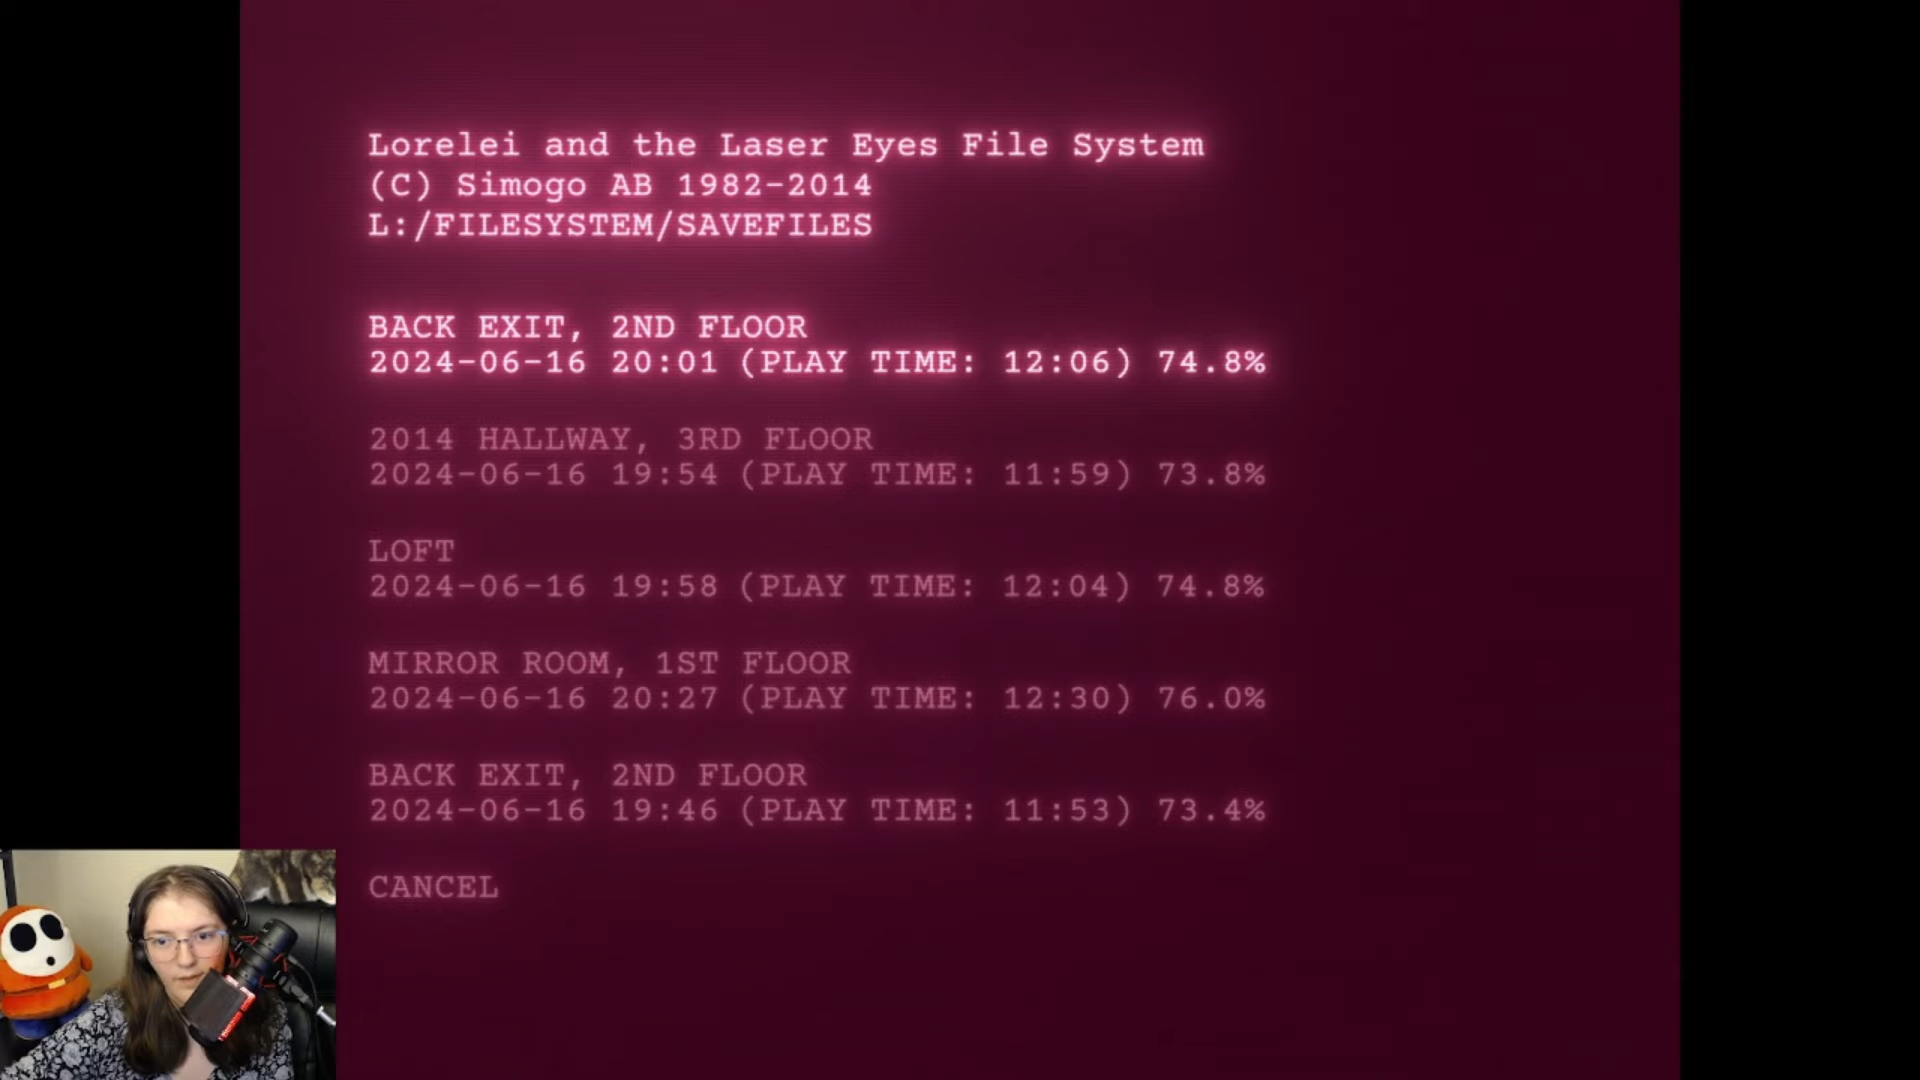 Lorelei and the Laser Eyes File System
(C) Simogo AB 1982-2014
L:/FILESYSTEM/SAVEFILES
BACK EXIT, 2ND FLOOR
2024-06-16 20:01 (PLAY TIME: 12:06) 74.8%
2014 HALLWAY, 3RD FLOOR
2024-06-16 19:54 (PLAY TIME: 11:59) 73.8%
LOFT
2024-06-16 19:58 (PLAY TIME: 12:04) 74.8%
MIRROR ROOM, 1ST FLOOR
2024-06-16 20:27 (PLAY TIME: 12:30) 76.0%
BACK EXIT, 2ND FLOOR
2024-06-16 19:46 (PLAY TIME: 11:53) 73.4%
CANCEL